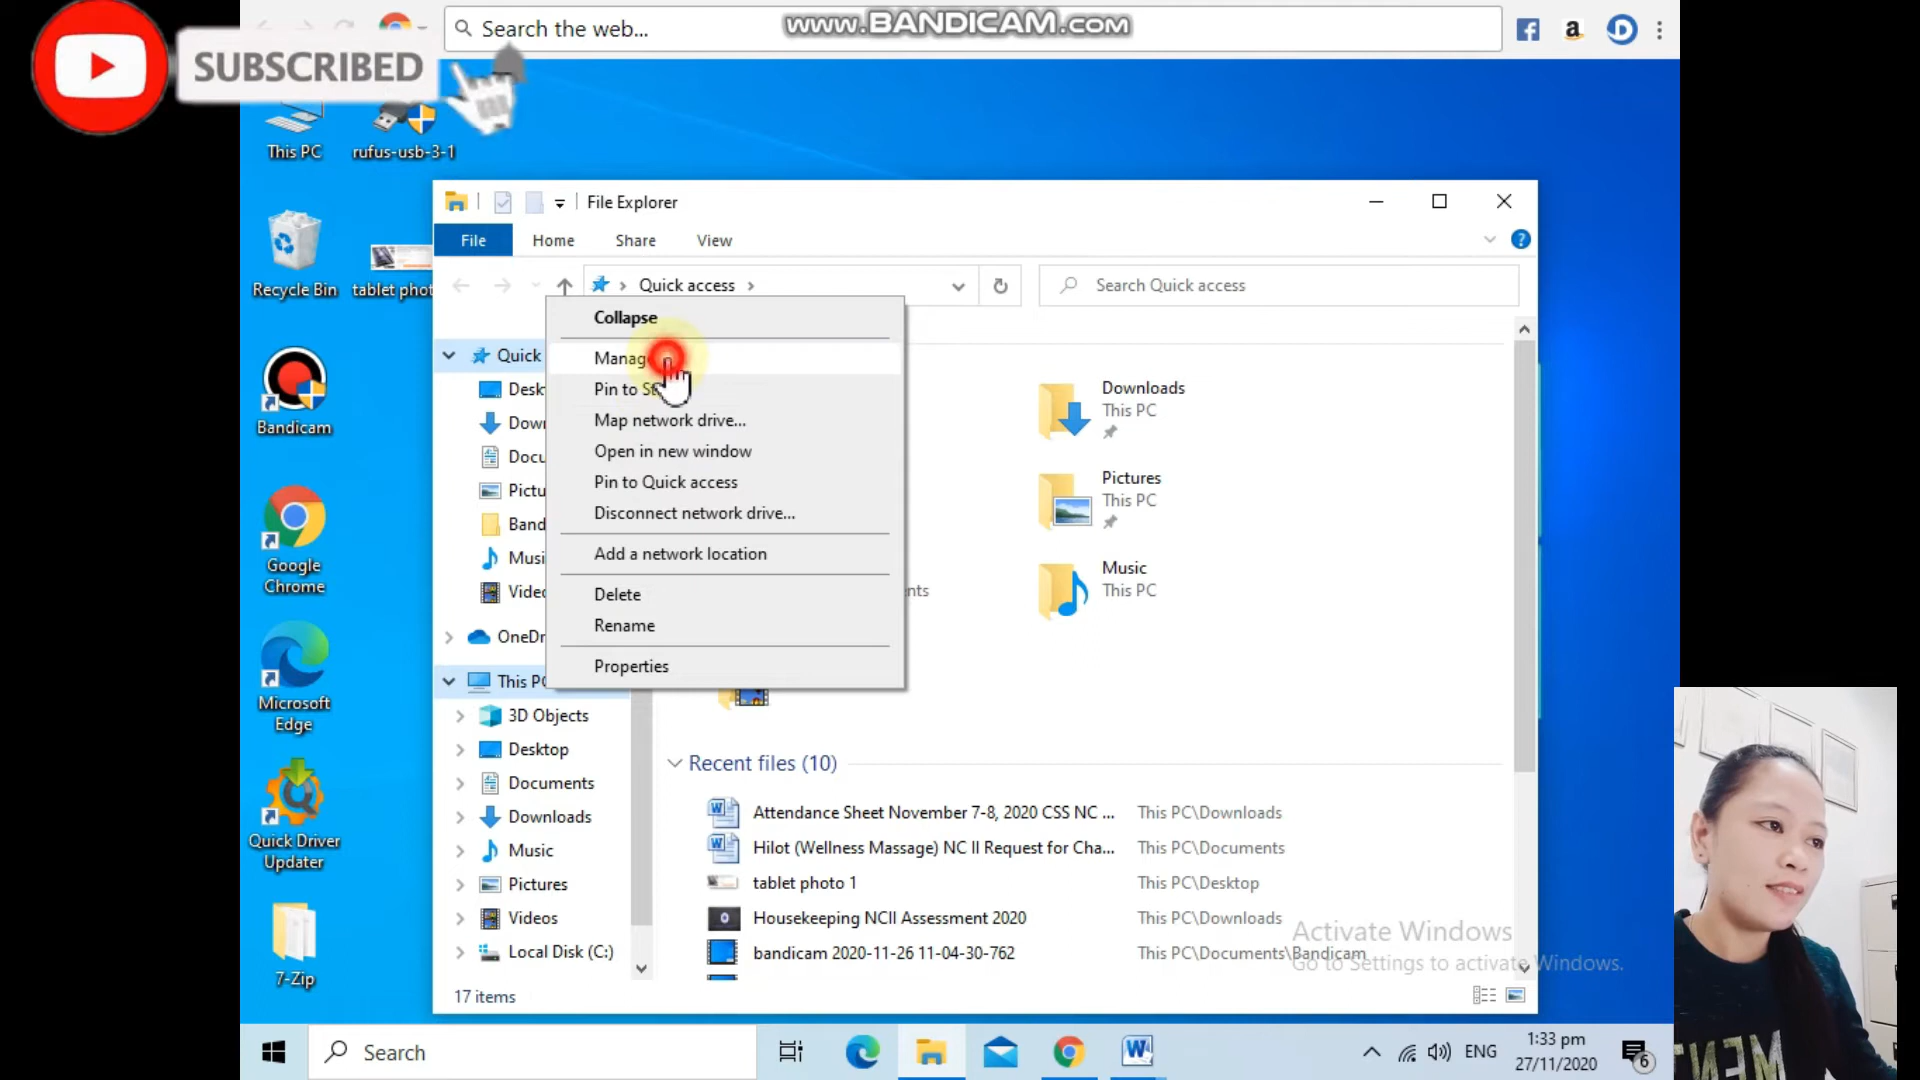 Search the web...
www.BANDICAM.com
SUBSCRIBED
This PC
rufus-usb-3-1
Recycle Bin
tablet phot
Bandicam
Google
Chrome
Microsoft
Edge
Quick Driver
Updater
7-Zip
File Explorer
File
Home
Share
View
Quick access
Search Quick access
Collapse
Manag
Pin to S
Map network drive...
Open in new window
Pin to Quick access
Disconnect network drive...
Add a network location
Delete
Rename
Properties
Quick
Desk
Down
Docu
Pictu
Band
Musi
Vide
OneDr
This PC
3D Objects
Desktop
Documents
Downloads
Music
Pictures
Videos
Local Disk (C:)
Downloads
This PC
Pictures
This PC
Music
This PC
nts
Recent files (10)
Attendance Sheet November 7-8, 2020 CSS NC ...
This PC\Downloads
Hilot (Wellness Massage) NC II Request for Cha...
This PC\Documents
tablet photo 1
This PC\Desktop
Housekeeping NCII Assessment 2020
This PC\Downloads
bandicam 2020-11-26 11-04-30-762
This PC\Documents\Bandicam
Activate Windows
Go to Settings to activate Windows.
17 items
Search
ENG
1:33 pm
27/11/2020
6